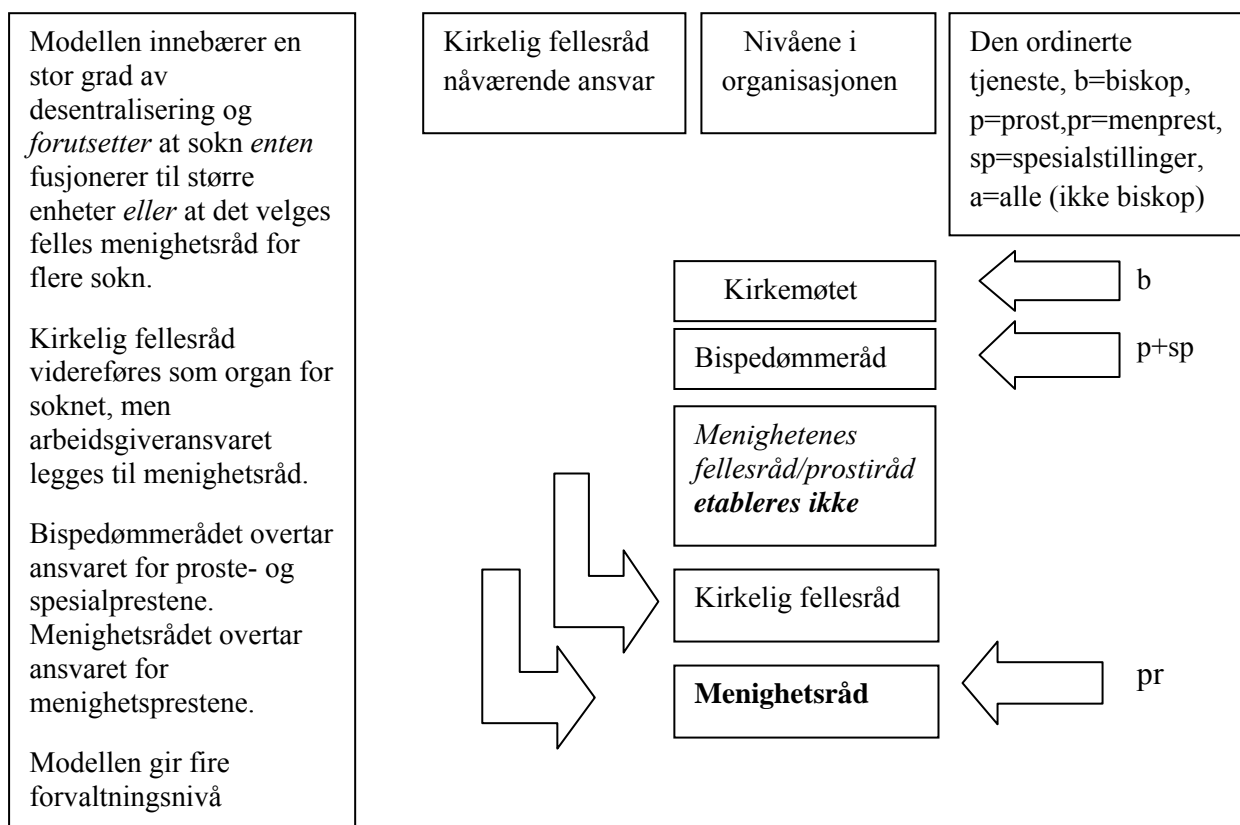 Modellen innebærer en
stor grad av
desentralisering og
forutsetter at sokn enten
fusjonerer til større
enheter eller at det velges
felles menighetsråd for
flere sokn.
Kirkelig fellesråd
videreføres som organ for
soknet, men
arbeidsgiveransvaret
legges til menighetsråd.
Bispedømmerådet overtar
ansvaret for proste- og
spesialprestene.
Menighetsrådet overtar
ansvaret for
menighetsprestene.
Modellen gir fire
forvaltningsnivå
Kirkelig fellesråd
nåværende ansvar
Nivåene i
organisasjonen
Den ordinerte
tjeneste, b=biskop,
p=prost,pr=menprest,
sp=spesialstillinger,
a=alle (ikke biskop)
Kirkemøtet
b
Bispedømmeråd
p+sp
Menighetenes
fellesråd/prostiråd
etableres ikke
Kirkelig fellesråd
Menighetsråd
pr